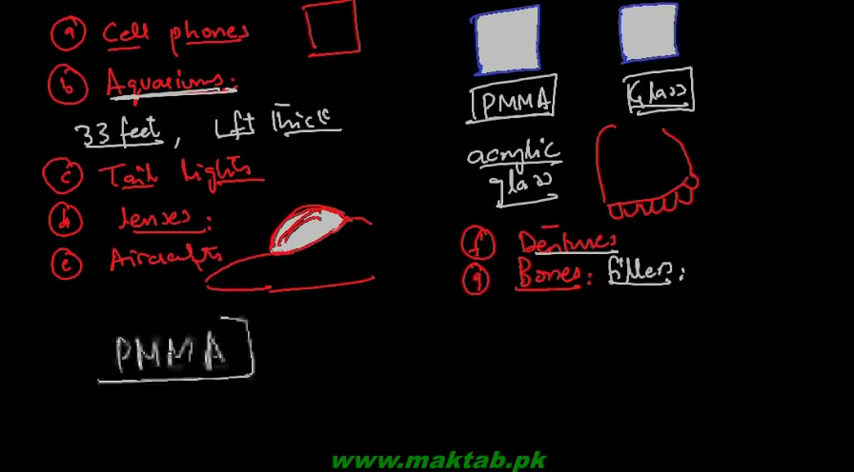 (a) Cell phones
(b) Aquariums:
33 feet, 1ft thick
(c) Tail lights
(d) lenses:
(e) Aircrafts
PMMA
PMMA
Glass
acrylic
glass
(f) Dentures
(g) Bones: fillers:
www.maktab.pk